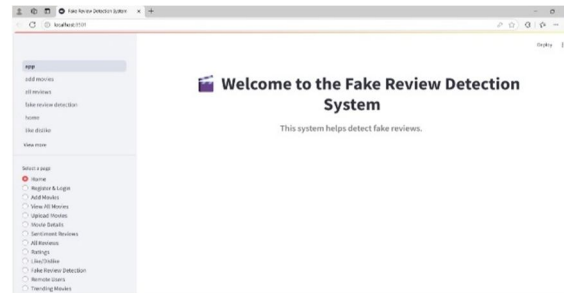 Fake Review Detection System
localhost:8501
Deploy
app
add movies
all reviews
fake review detection
home
like dislike
View more
Welcome to the Fake Review Detection
System
This system helps detect fake reviews.
Select a page:
Home
Register & Login
Add Movies
View All Movies
Upload Movies
Movie Details
Sentiment Reviews
All Reviews
Ratings
Like/Dislike
Fake Review Detection
Remote Users
Trending Movies